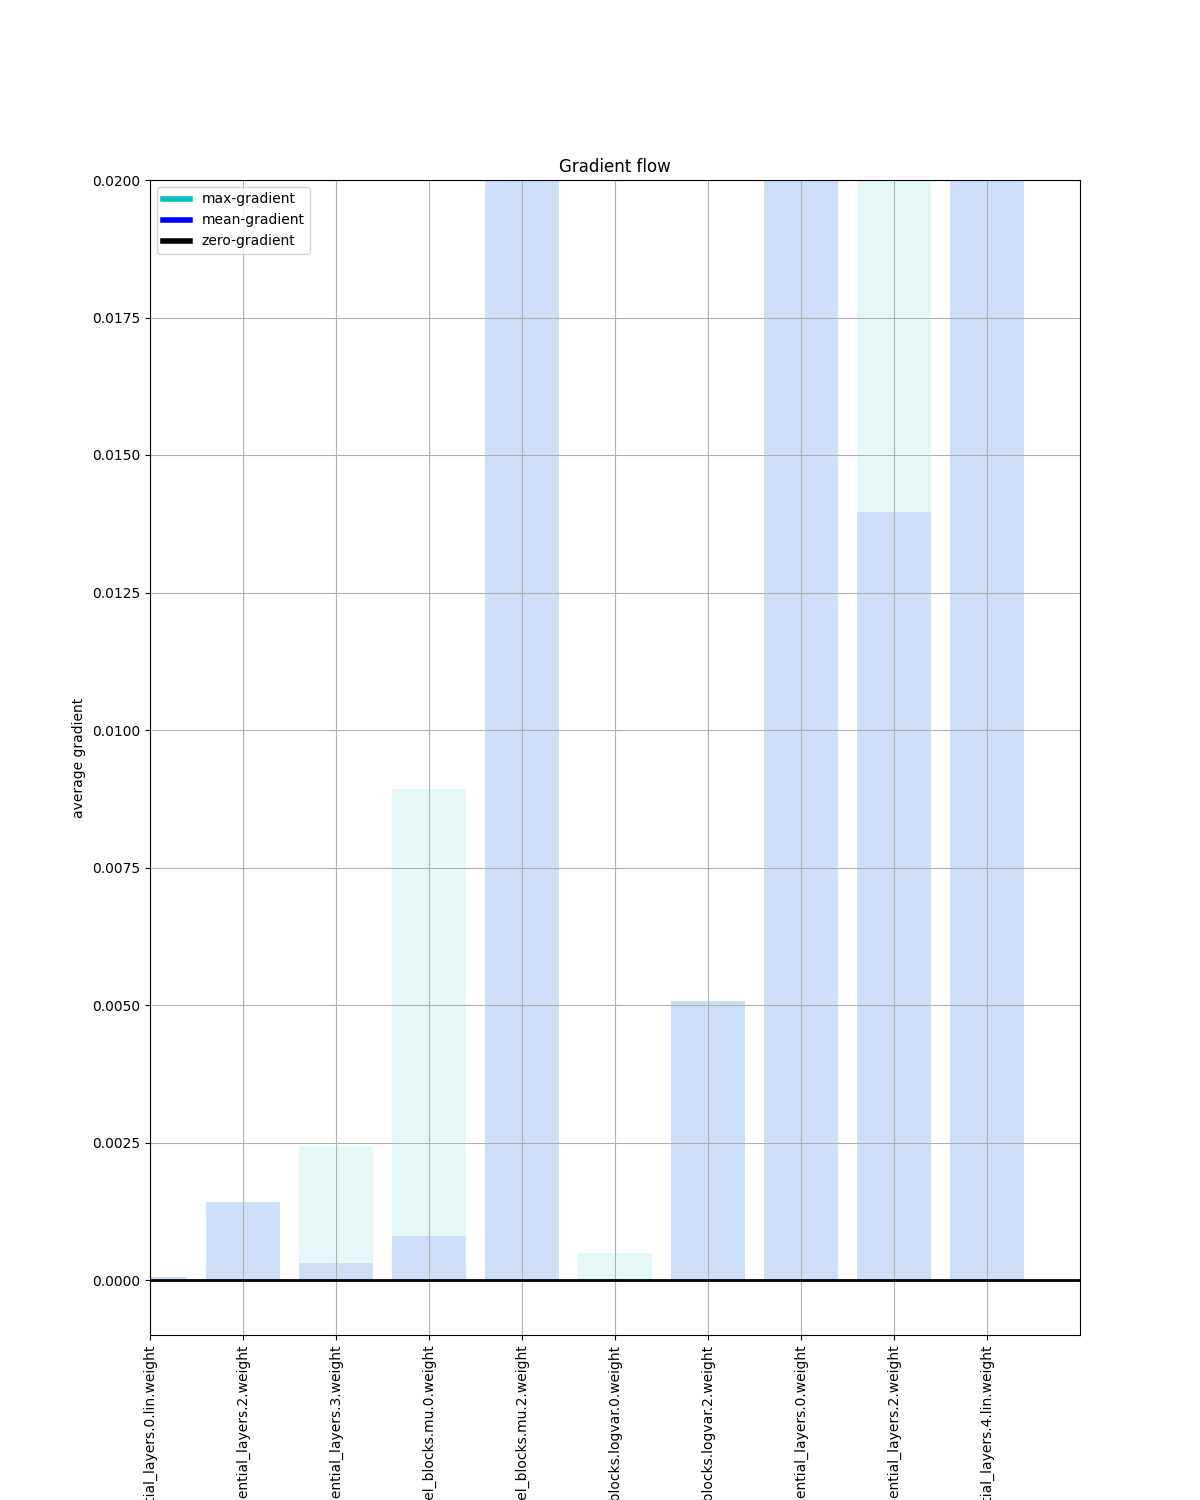 Gradient flow
max-gradient
mean-gradient
zero-gradient
0.0200
0.0175
0.0150
0.0125
0.0100
0.0075
0.0050
0.0025
0.0000
average gradient
tial_layers.0.lin.weight
ential_layers.2.weight
ential_layers.3.weight
el_blocks.mu.0.weight
el_blocks.mu.2.weight
blocks.logvar.0.weight
blocks.logvar.2.weight
ential_layers.0.weight
ential_layers.2.weight
tial_layers.4.lin.weight